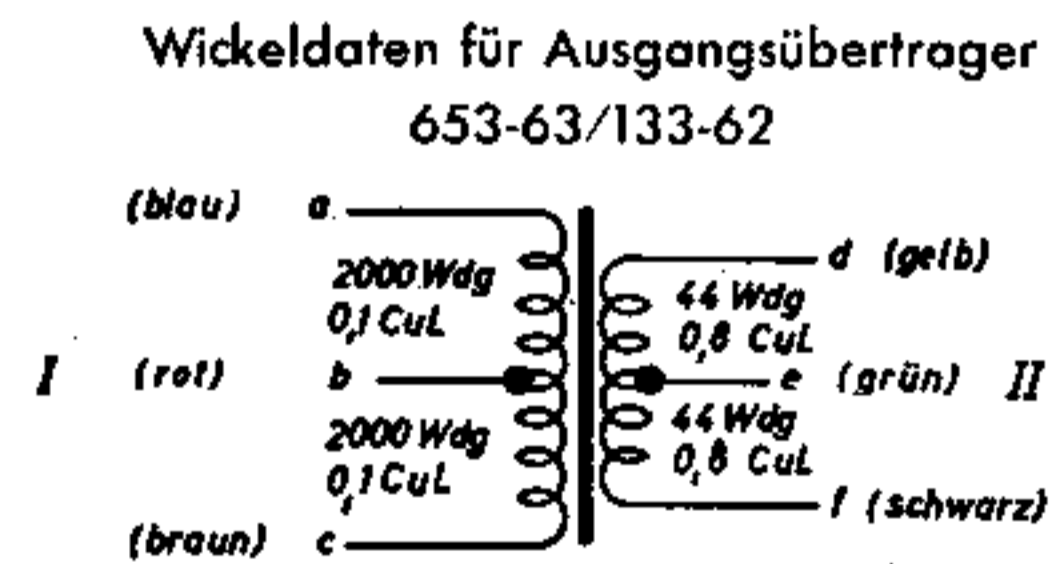 Wickeldaten für Ausgangsübertrager
653-63/133-62
(blau) a
d (gelb)
2000 Wdg
0,1 CuL
44 Wdg
0,8 CuL
I (rot) b
e (grün) II
2000 Wdg
0,1 CuL
44 Wdg
0,8 CuL
f (schwarz)
(braun) c